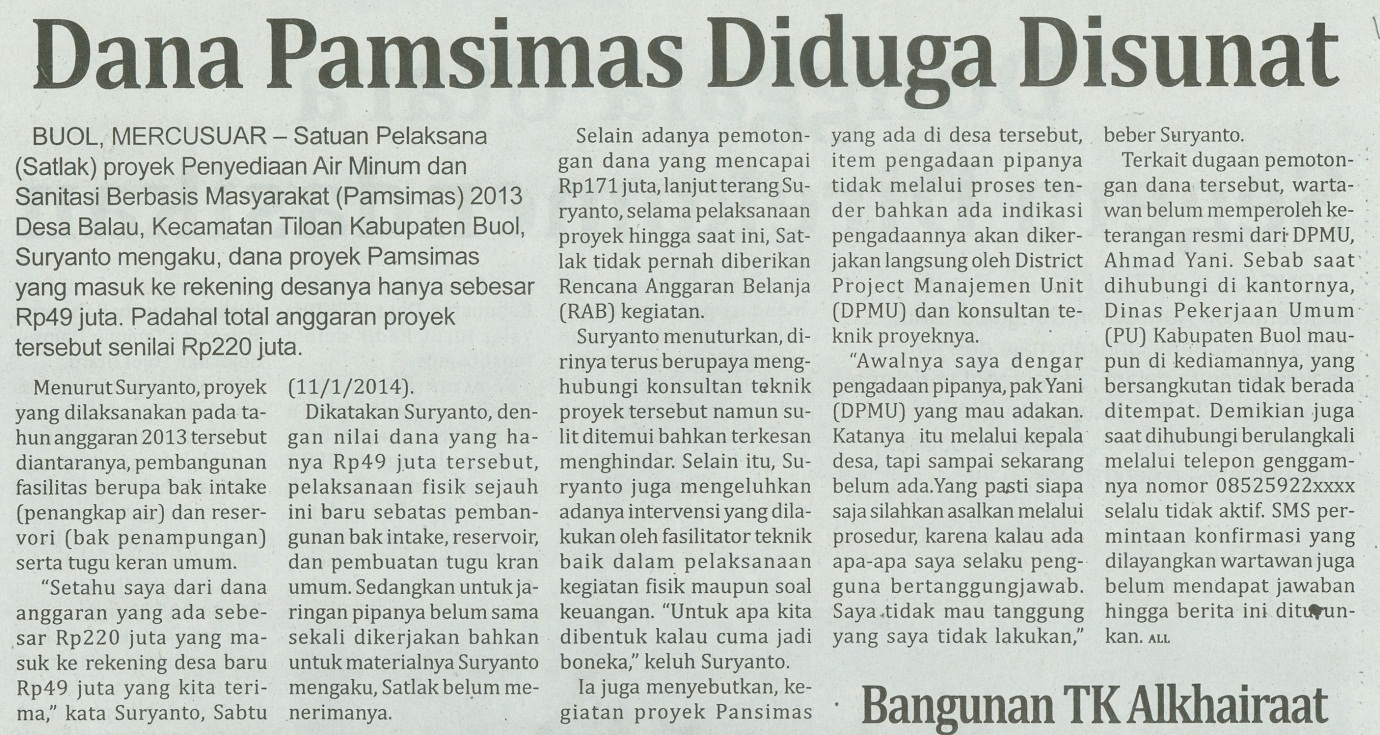 Dana Pamsimas Diduga Disunat
BUOL, MERCUSUAR – Satuan Pelaksana
(Satlak) proyek Penyediaan Air Minum dan
Sanitasi Berbasis Masyarakat (Pamsimas) 2013
Desa Balau, Kecamatan Tiloan Kabupaten Buol,
Suryanto mengaku, dana proyek Pamsimas
yang masuk ke rekening desanya hanya sebesar
Rp49 juta. Padahal total anggaran proyek
tersebut senilai Rp220 juta.
Menurut Suryanto, proyek
yang dilaksanakan pada ta-
hun anggaran 2013 tersebut
diantaranya, pembangunan
fasilitas berupa bak intake
(penangkap air) dan reser-
vori (bak penampungan)
serta tugu keran umum.
“Setahu saya dari dana
anggaran yang ada sebe-
sar Rp220 juta yang ma-
suk ke rekening desa baru
Rp49 juta yang kita teri-
ma,” kata Suryanto, Sabtu
(11/1/2014).
Dikatakan Suryanto, den-
gan nilai dana yang ha-
nya Rp49 juta tersebut,
pelaksanaan fisik sejauh
ini baru sebatas pemban-
gunan bak intake, reservoir,
dan pembuatan tugu kran
umum. Sedangkan untuk ja-
ringan pipanya belum sama
sekali dikerjakan bahkan
untuk materialnya Suryanto
mengaku, Satlak belum me-
nerimanya.
Selain adanya pemoton-
gan dana yang mencapai
Rp171 juta, lanjut terang Su-
ryanto, selama pelaksanaan
proyek hingga saat ini, Sat-
lak tidak pernah diberikan
Rencana Anggaran Belanja
(RAB) kegiatan.
Suryanto menuturkan, di-
rinya terus berupaya meng-
hubungi konsultan teknik
proyek tersebut namun su-
lit ditemui bahkan terkesan
menghindar. Selain itu, Su-
ryanto juga mengeluhkan
adanya intervensi yang dila-
kukan oleh fasilitator teknik
baik dalam pelaksanaan
kegiatan fisik maupun soal
keuangan. “Untuk apa kita
dibentuk kalau cuma jadi
boneka,” keluh Suryanto.
Ia juga menyebutkan, ke-
giatan proyek Pansimas
yang ada di desa tersebut,
item pengadaan pipanya
tidak melalui proses ten-
der bahkan ada indikasi
pengadaannya akan diker-
jakan langsung oleh District
Project Manajemen Unit
(DPMU) dan konsultan te-
knik proyeknya.
“Awalnya saya dengar
pengadaan pipanya, pak Yani
(DPMU) yang mau adakan.
Katanya itu melalui kepala
desa, tapi sampai sekarang
belum ada.Yang pasti siapa
saja silahkan asalkan melalui
prosedur, karena kalau ada
apa-apa saya selaku peng-
guna bertanggungjawab.
Saya tidak mau tanggung
yang saya tidak lakukan,”
beber Suryanto.
Terkait dugaan pemoton-
gan dana tersebut, warta-
wan belum memperoleh ke-
terangan resmi dari DPMU,
Ahmad Yani. Sebab saat
dihubungi di kantornya,
Dinas Pekerjaan Umum
(PU) Kabupaten Buol mau-
pun di kediamannya, yang
bersangkutan tidak berada
ditempat. Demikian juga
saat dihubungi berulangkali
melalui telepon genggam-
nya nomor 08525922xxxx
selalu tidak aktif. SMS per-
mintaan konfirmasi yang
dilayangkan wartawan juga
belum mendapat jawaban
hingga berita ini diturun-
kan. ALL
Bangunan TK Alkhairaat